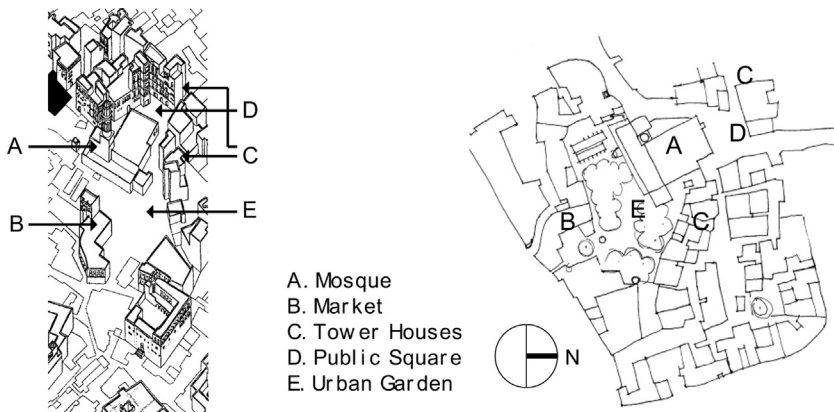 A
B
D
C
E
A. Mosque
B. Market
C. Tower Houses
D. Public Square
E. Urban Garden
N
C
D
A
B
E
C